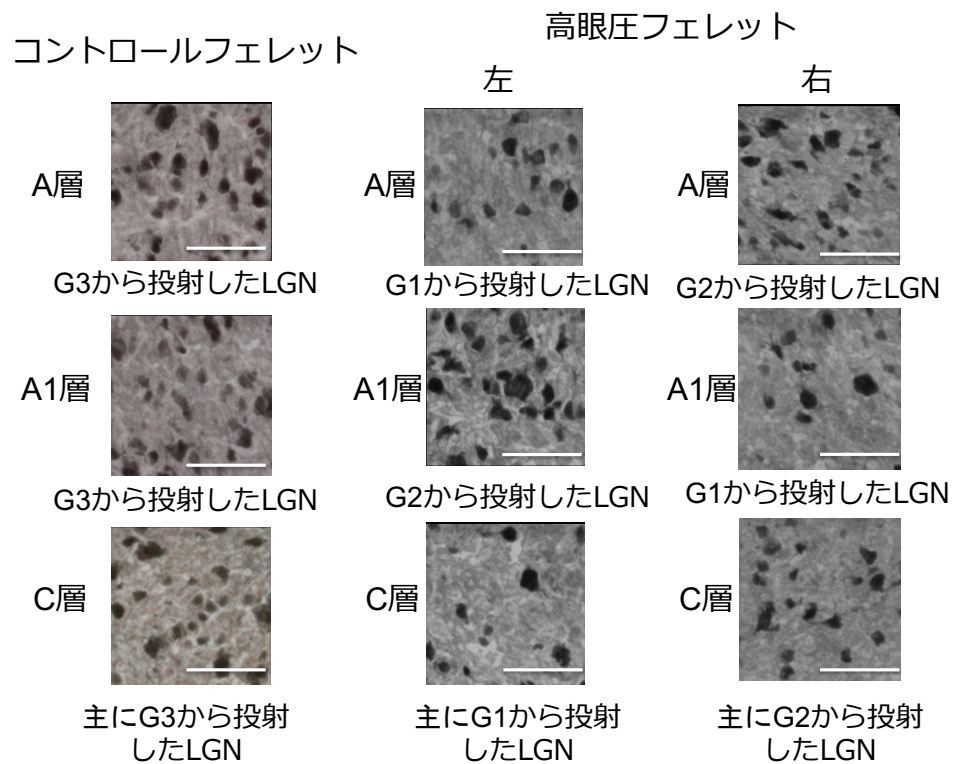 コントロールフェレット
高眼圧フェレット
左
右
A層
A層
A層
G3から投射したLGN
G1から投射したLGN
G2から投射したLGN
A1層
A1層
A1層
G3から投射したLGN
G2から投射したLGN
G1から投射したLGN
C層
C層
C層
主にG3から投射
したLGN
主にG1から投射
したLGN
主にG2から投射
したLGN